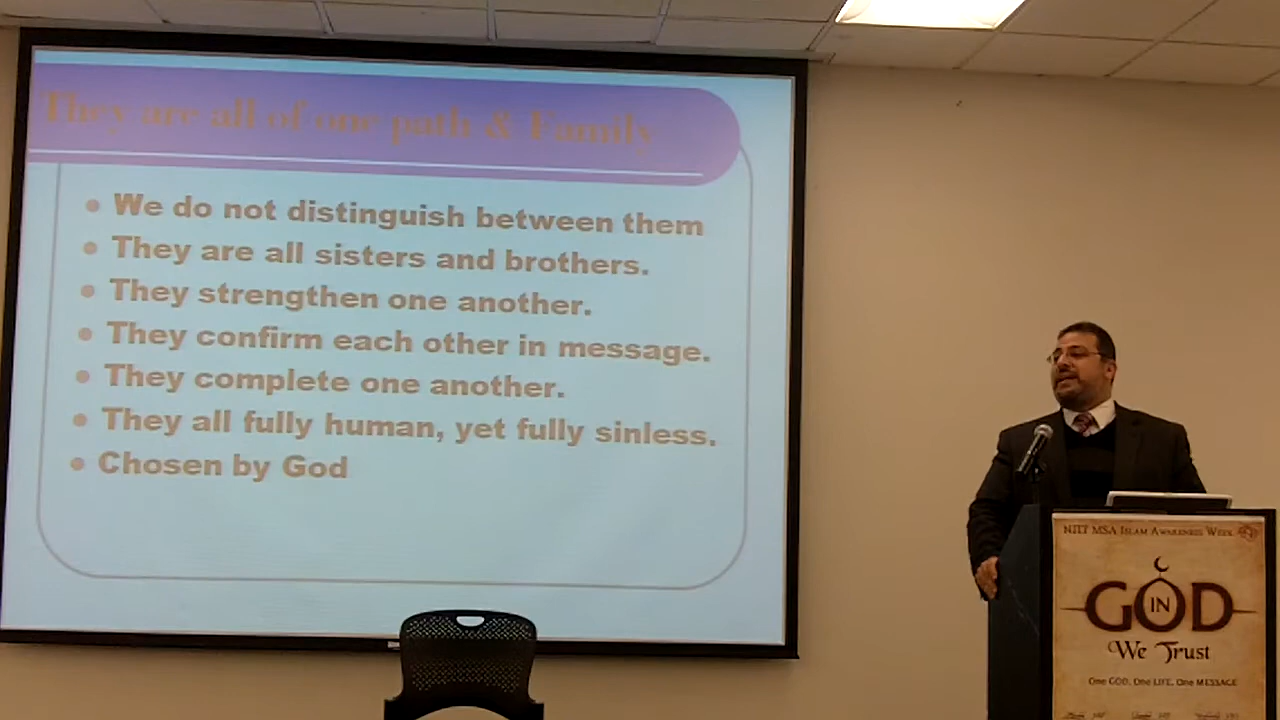 They are all of one path & Family
We do not distinguish between them
They are all sisters and brothers.
They strengthen one another.
They confirm each other in message.
They complete one another.
They all fully human, yet fully sinless.
Chosen by God
NJIT MSA ISLAM AWARENESS WEEK
GOD
IN
We Trust
One GOD, One LIFE, One MESSAGE